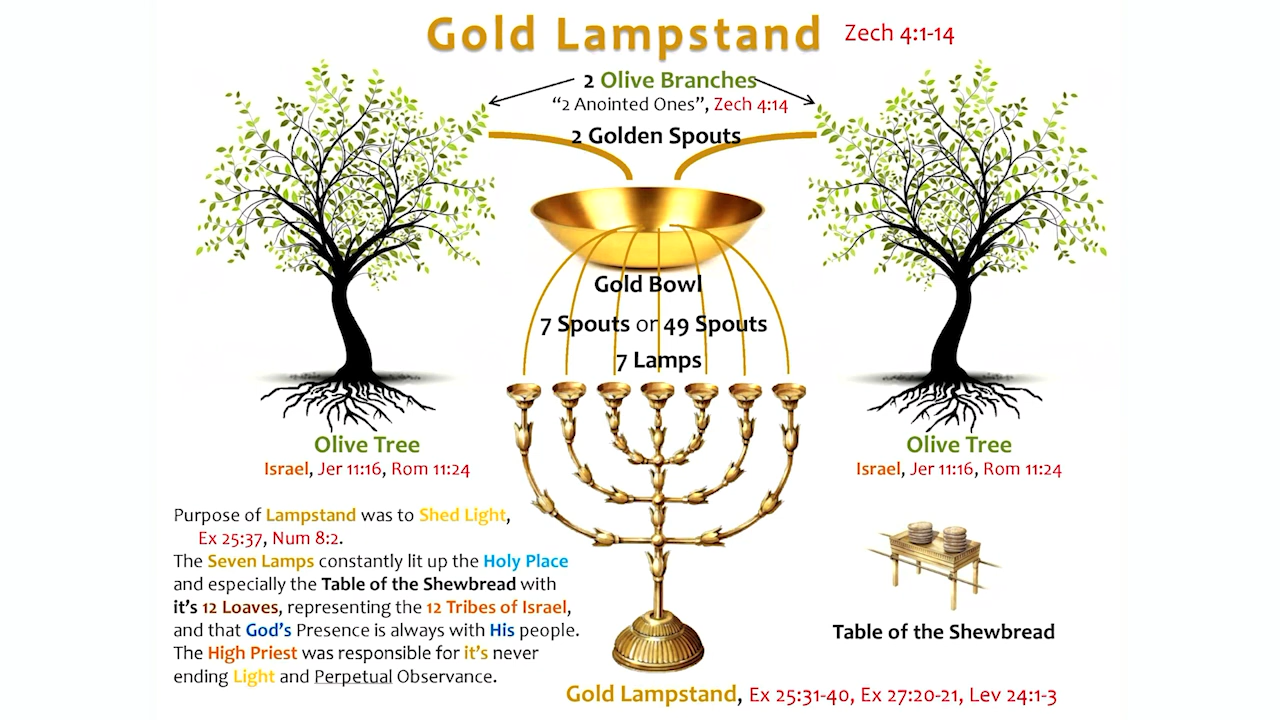 Gold Lampstand Zech 4:1-14
2 Olive Branches
“2 Anointed Ones”, Zech 4:14
2 Golden Spouts
Gold Bowl
7 Spouts or 49 Spouts
7 Lamps
Olive Tree
Israel, Jer 11:16, Rom 11:24
Olive Tree
Israel, Jer 11:16, Rom 11:24
Purpose of Lampstand was to Shed Light,
Ex 25:37, Num 8:2.
The Seven Lamps constantly lit up the Holy Place
and especially the Table of the Shewbread with
it’s 12 Loaves, representing the 12 Tribes of Israel,
and that God’s Presence is always with His people.
The High Priest was responsible for it’s never
ending Light and Perpetual Observance.
Table of the Shewbread
Gold Lampstand, Ex 25:31-40, Ex 27:20-21, Lev 24:1-3